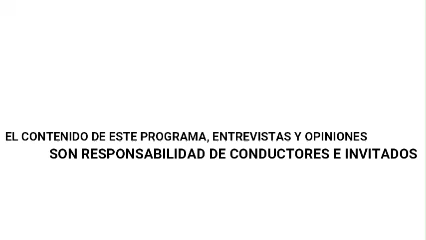 EL CONTENIDO DE ESTE PROGRAMA, ENTREVISTAS Y OPINIONES
SON RESPONSABILIDAD DE CONDUCTORES E INVITADOS